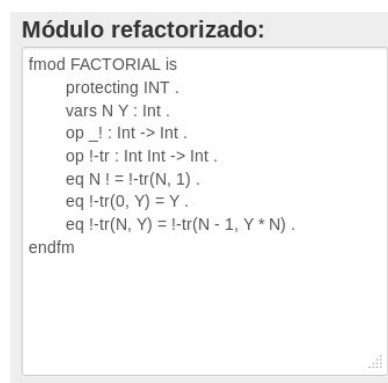 Módulo refactorizado:
fmod FACTORIAL is
protecting INT .
vars N Y : Int .
op _! : Int -> Int .
op !-tr : Int Int -> Int .
eq N ! = !-tr(N, 1) .
eq !-tr(0, Y) = Y .
eq !-tr(N, Y) = !-tr(N - 1, Y * N) .
endfm